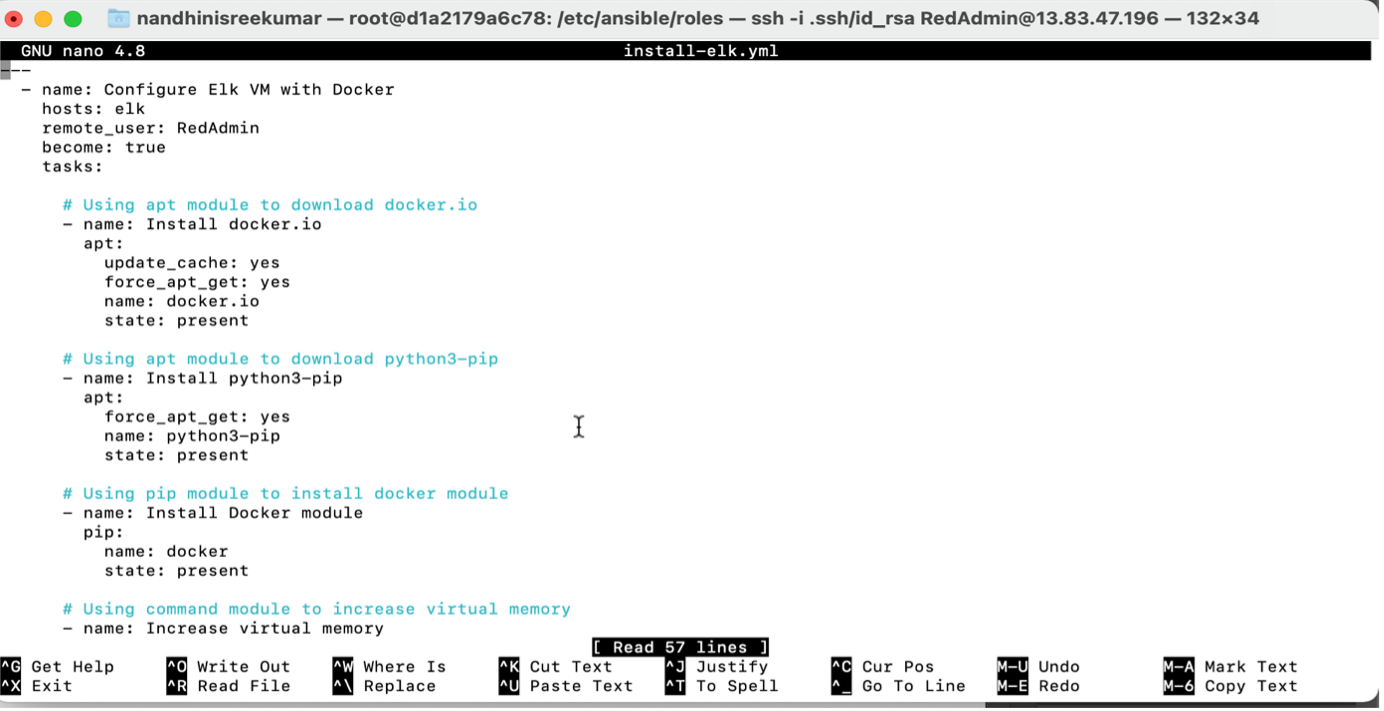 nandhinisreekumar — root@d1a2179a6c78: /etc/ansible/roles — ssh -i .ssh/id_rsa RedAdmin@13.83.47.196 — 132×34
GNU nano 4.8 install-elk.yml
---
- name: Configure Elk VM with Docker
hosts: elk
remote_user: RedAdmin
become: true
tasks:
# Using apt module to download docker.io
- name: Install docker.io
apt:
update_cache: yes
force_apt_get: yes
name: docker.io
state: present
# Using apt module to download python3-pip
- name: Install python3-pip
apt:
force_apt_get: yes
name: python3-pip
state: present
# Using pip module to install docker module
- name: Install Docker module
pip:
name: docker
state: present
# Using command module to increase virtual memory
- name: Increase virtual memory
[ Read 57 lines ]
^G Get Help ^O Write Out ^W Where Is ^K Cut Text ^J Justify ^C Cur Pos M-U Undo M-A Mark Text
^X Exit ^R Read File ^\ Replace ^U Paste Text ^T To Spell ^_ Go To Line M-E Redo M-6 Copy Text